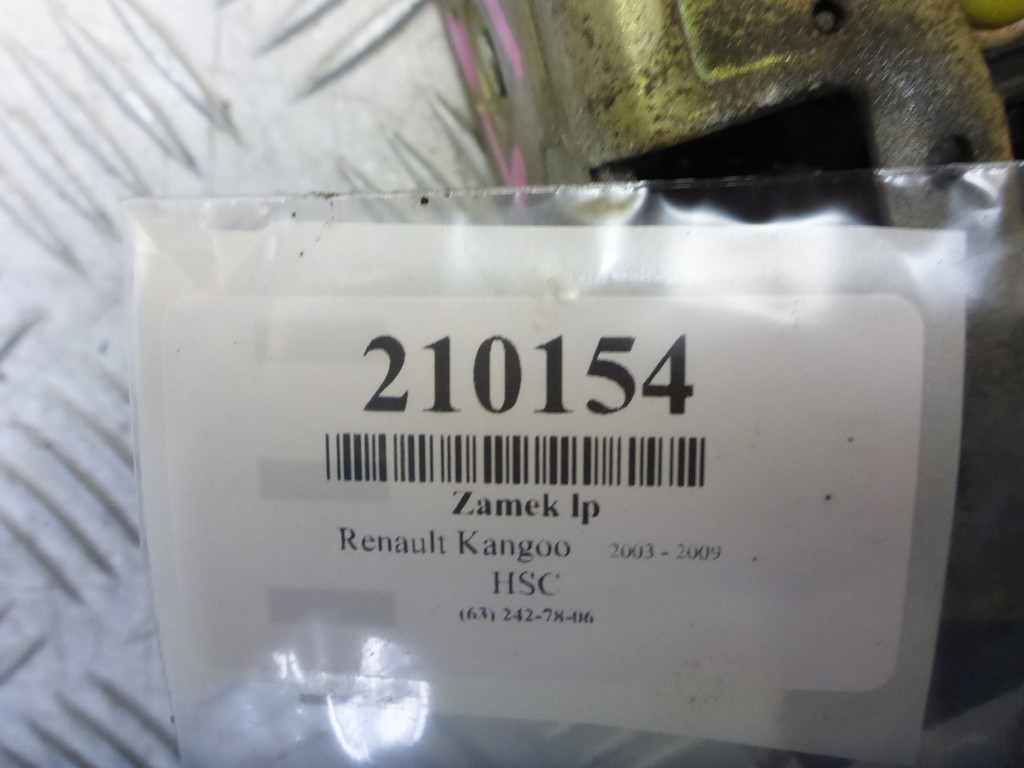 210154
Zamek lp
Renault Kangoo 2003 - 2009
HSC
(63) 242-78-06